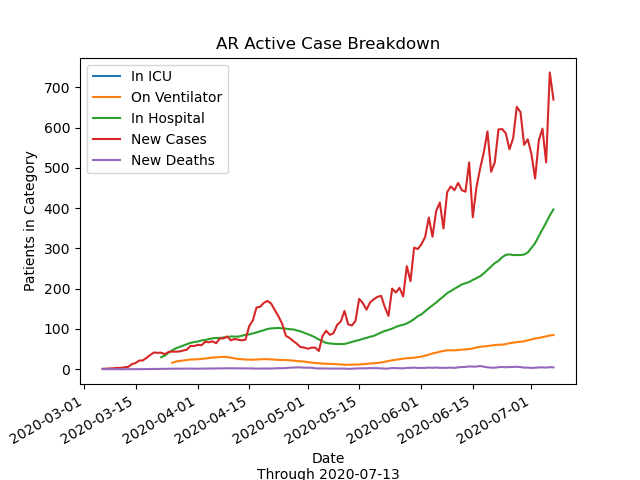 AR Active Case Breakdown
In ICU
On Ventilator
In Hospital
New Cases
New Deaths
Patients in Category
700
600
500
400
300
200
100
0
2020-03-01
2020-03-15
2020-04-01
2020-04-15
2020-05-01
2020-05-15
2020-06-01
2020-06-15
2020-07-01
Date
Through 2020-07-13